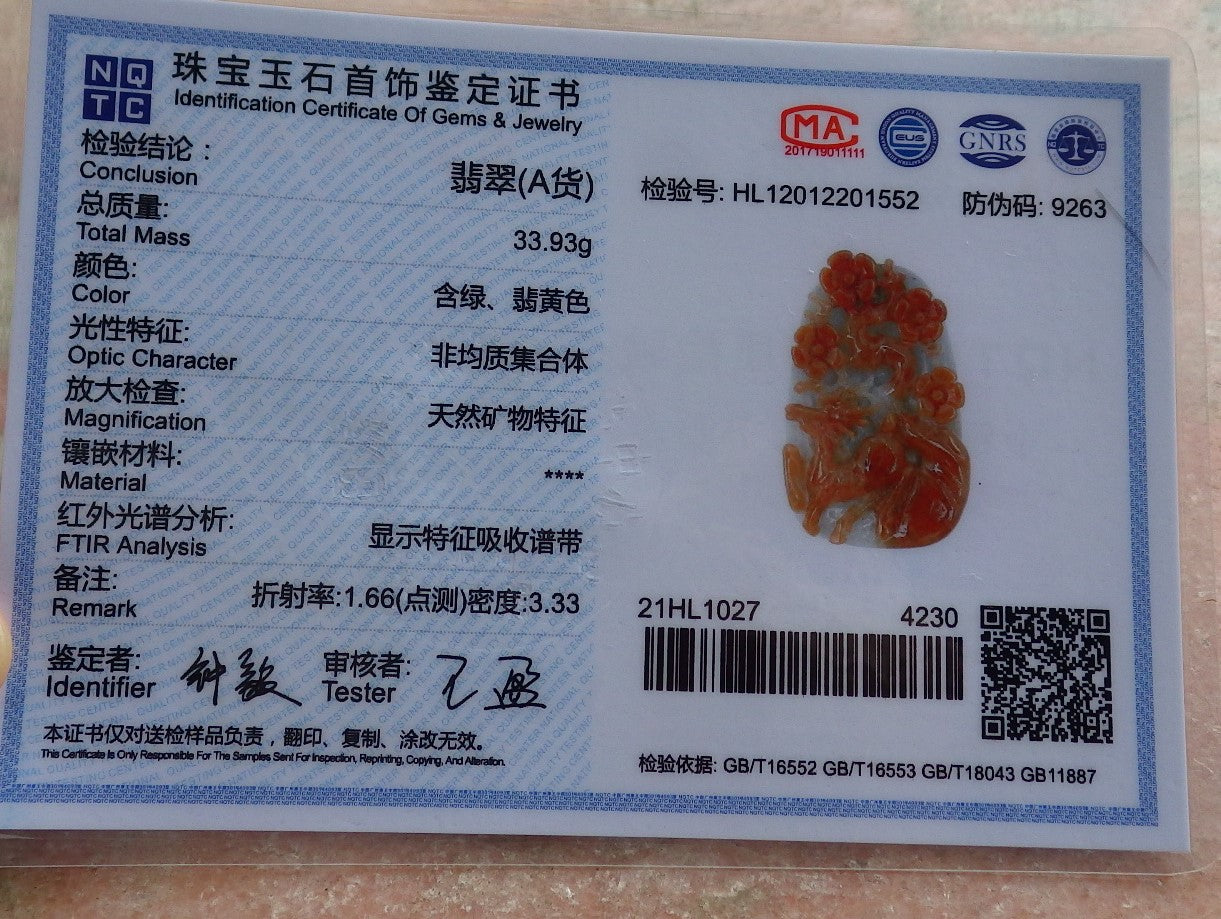 NQ
TC
珠宝玉石首饰鉴定证书
Identification Certificate Of Gems & Jewelry
检验结论：
Conclusion
翡翠(A货)
总质量:
Total Mass
33.93g
颜色:
Color
含绿、翡黄色
光性特征:
Optic Character
非均质集合体
放大检查:
Magnification
天然矿物特征
镶嵌材料:
Material
****
红外光谱分析:
FTIR Analysis
显示特征吸收谱带
备注:
Remark
折射率:1.66(点测)密度:3.33
鉴定者:
Identifier
审核者:
Tester
本证书仅对送检样品负责，翻印、复制、涂改无效。
This Certificate Is Only Responsible For The Samples Sent For Inspection, Reprinting, Copying, And Alteration.
MA
201719011111
EUS
GNRS
检验号: HL12012201552
防伪码: 9263
21HL1027
4230
检验依据: GB/T16552 GB/T16553 GB/T18043 GB11887